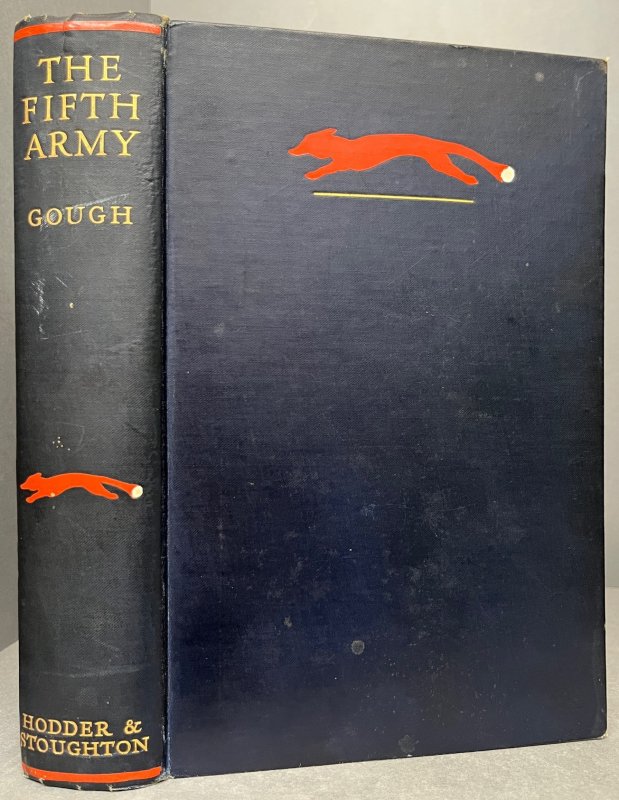 THE
FIFTH
ARMY
GOUGH
HODDER &
STOUGHTON